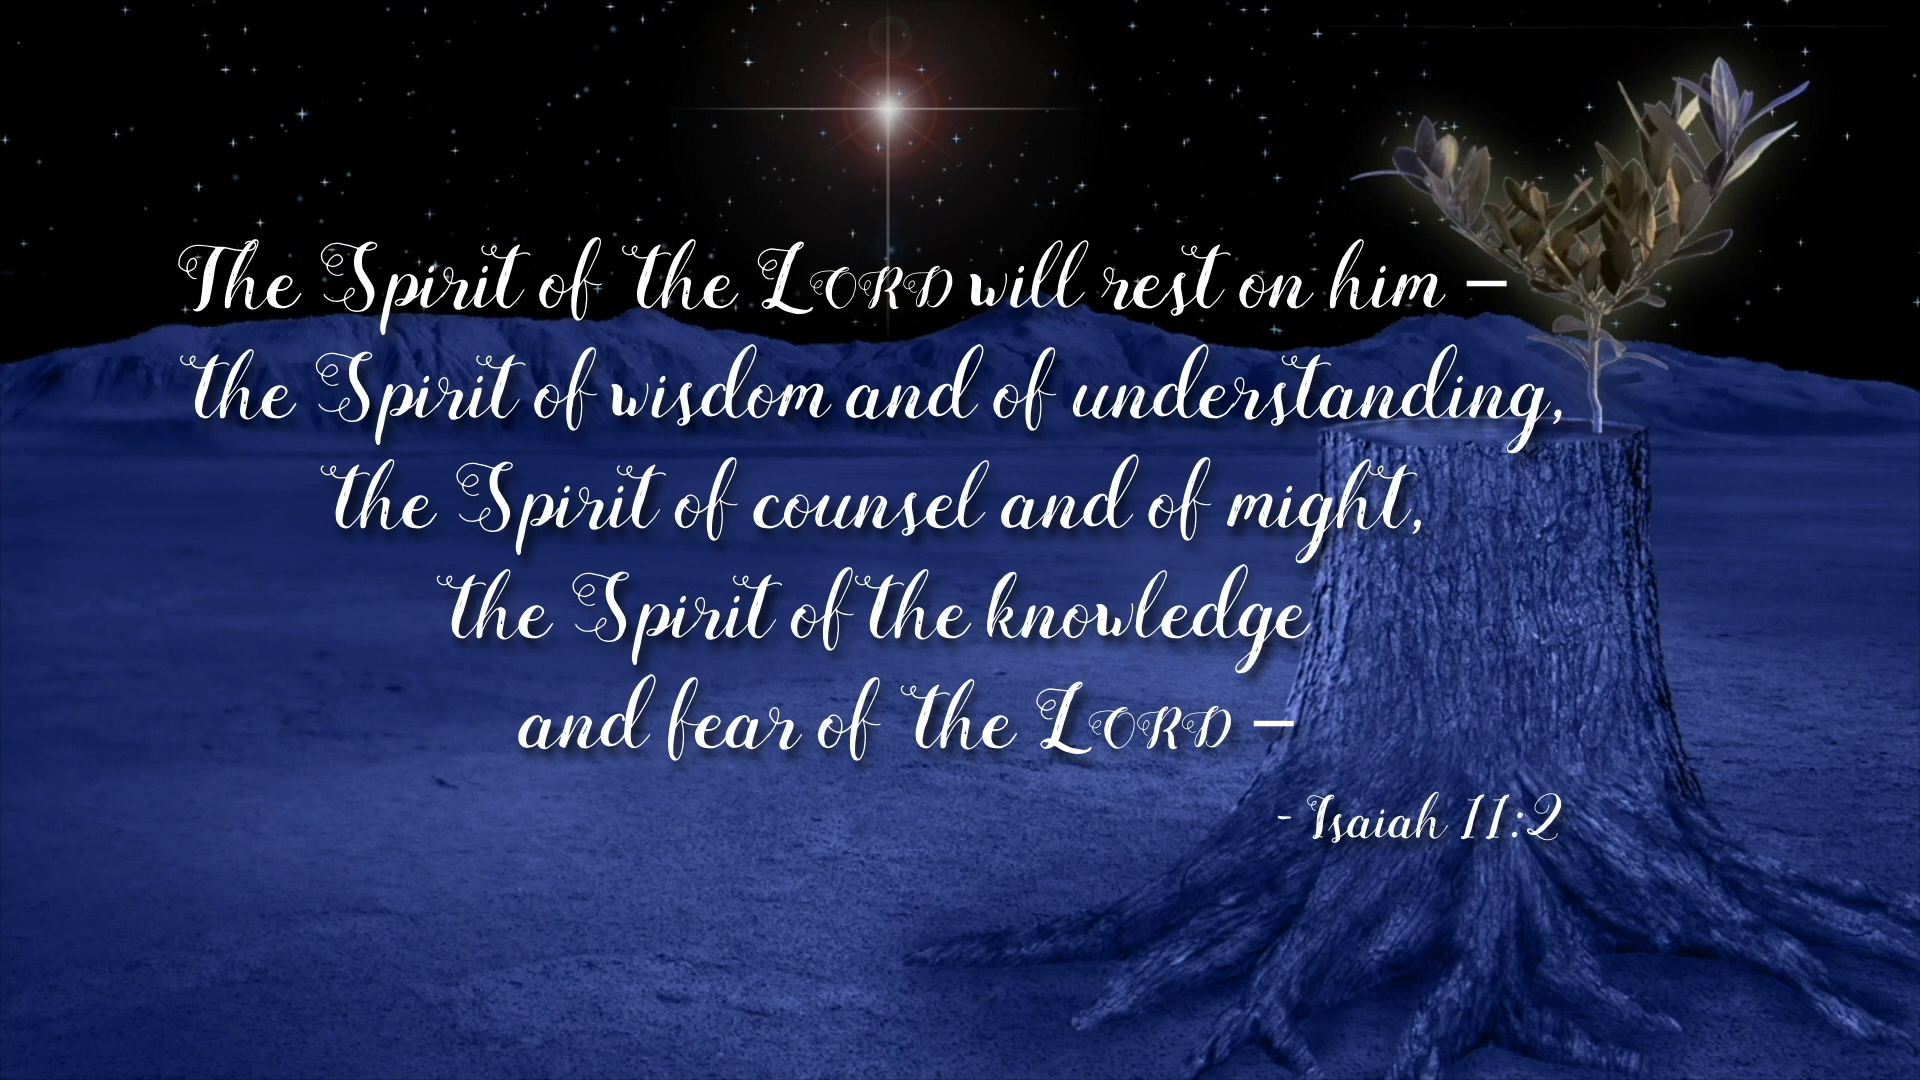 The Spirit of the LORD will rest on him –
the Spirit of wisdom and of understanding,
the Spirit of counsel and of might,
the Spirit of the knowledge
and fear of the LORD –
- Isaiah 11:2